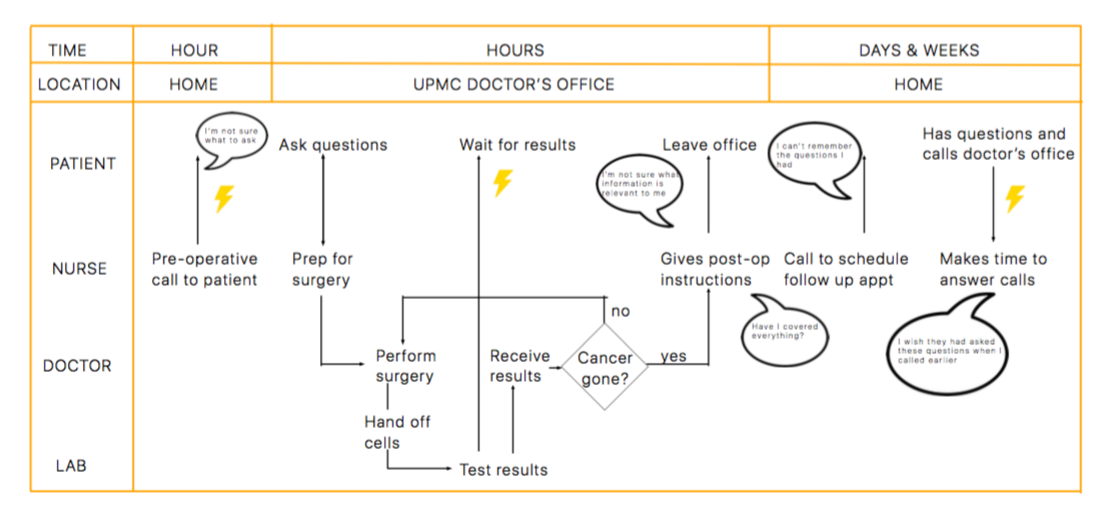 TIME
HOUR
HOURS
DAYS & WEEKS
LOCATION
HOME
UPMC DOCTOR'S OFFICE
HOME
PATIENT
I'm not sure
what to ask
Ask questions
Wait for results
I'm not sure what
information is
relevant to me
Leave office
I can't remember
the questions I
had
Has questions and
calls doctor's office
NURSE
Pre-operative
call to patient
Prep for
surgery
Gives post-op
instructions
Call to schedule
follow up appt
Makes time to
answer calls
Have I covered
everything?
I wish they had asked
these questions when I
called earlier
DOCTOR
Perform
surgery
Receive
results
Cancer
gone?
no
yes
Hand off
cells
LAB
Test results